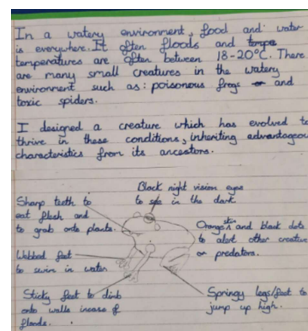 In a watery environment, food and water
is everywhere. It often floods and
temperatures are often between 18-20°C. There
are many small creatures in the watery
environment such as: poisonous frogs and
toxic spiders.
I designed a creature which has evolved to
thrive in these conditions, inheriting advantageous
characteristics from its ancestors.
Black night vision eyes
to see in the dark
Sharp teeth to
eat flesh and
to grab onto plants.
Orange and black dots
to alert other creatures
or predators.
Webbed feet
to swim in water
Sticky feet to climb
onto walls incase of
floods.
Springy legs/feet to
jump up high.